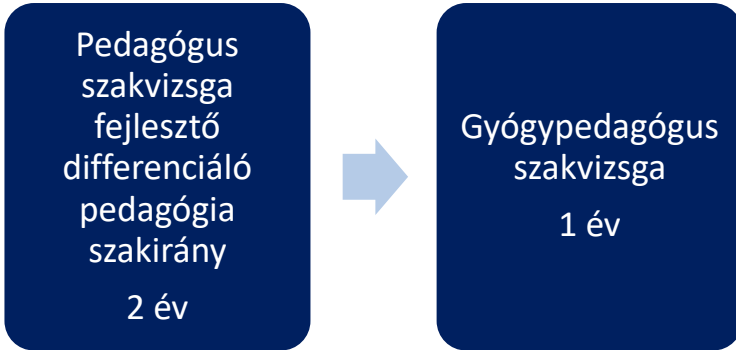 Pedagógus
szakvizsga
fejlesztő
differenciáló
pedagógia
szakirány
2 év
Gyógypedagógus
szakvizsga
1 év